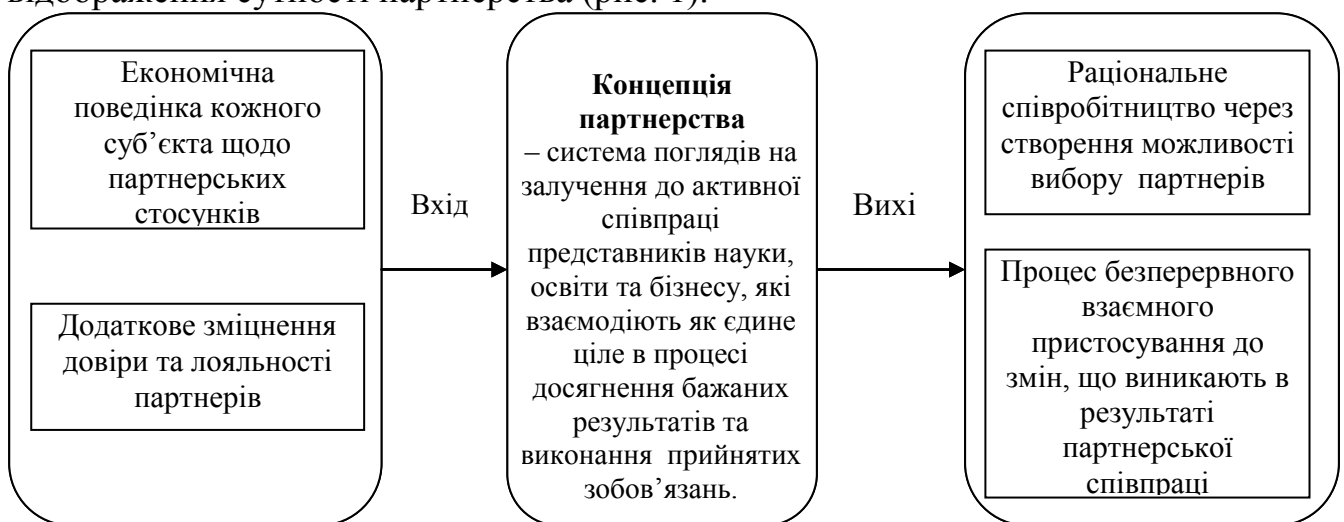 відображення сутності партнерства (рис. 1).
Економічна
поведінка кожного
суб’єкта щодо
партнерських
стосунків
Додаткове зміцнення
довіри та лояльності
партнерів
Вхід
Концепція
партнерства
– система поглядів на
залучення до активної
співпраці
представників науки,
освіти та бізнесу, які
взаємодіють як єдине
ціле в процесі
досягнення бажаних
результатів та
виконання прийнятих
зобов’язань.
Вихі
Раціональне
співробітництво через
створення можливості
вибору партнерів
Процес безперервного
взаємного
пристосування до
змін, що виникають в
результаті
партнерської
співпраці